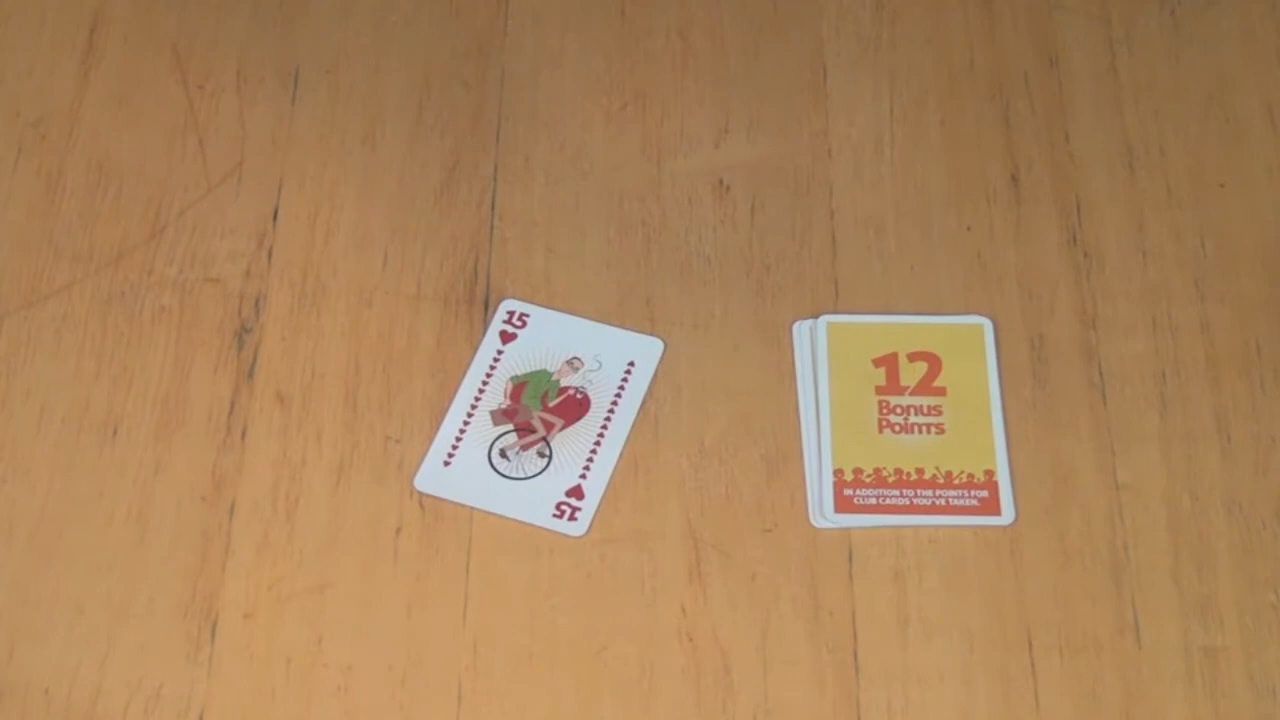 15
15
12
Bonus
Points
IN ADDITION TO THE POINTS FOR
CLUB CARDS YOU'VE TAKEN.